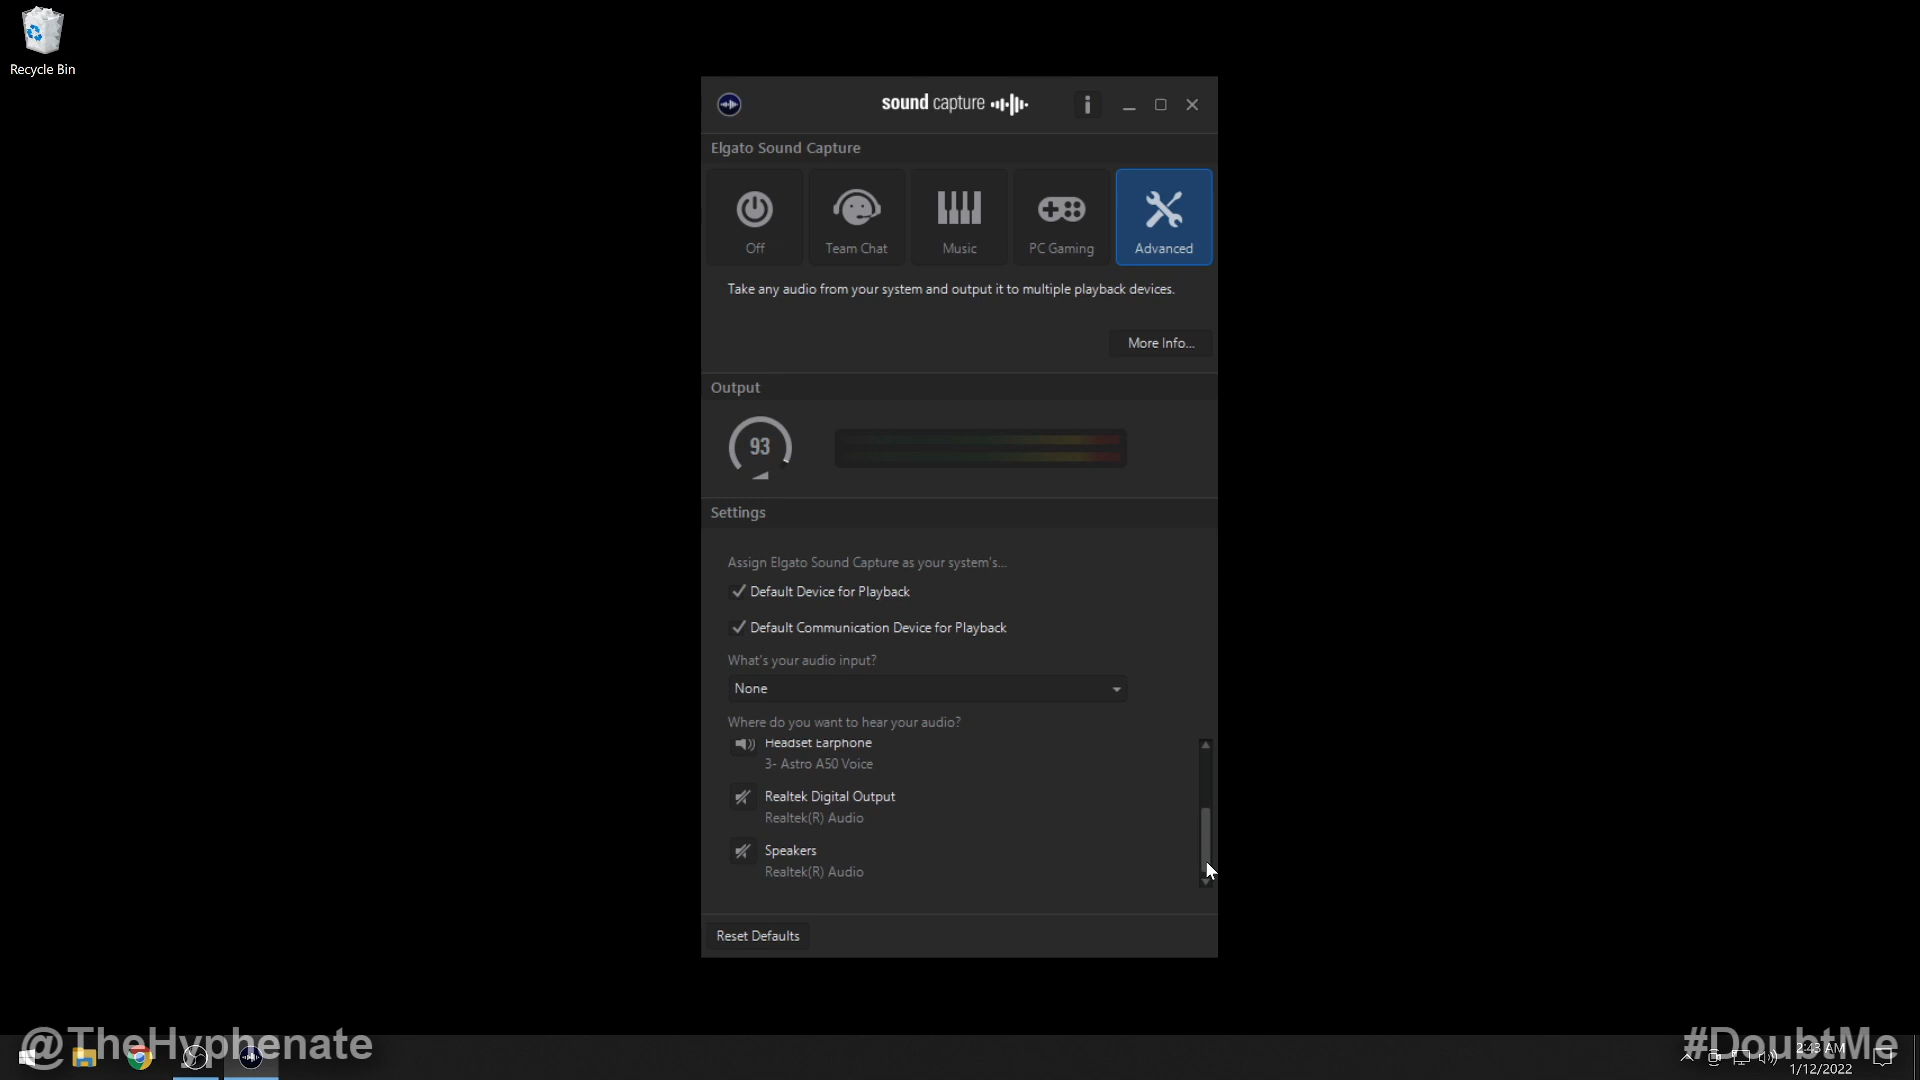 Recycle Bin
sound capture
Elgato Sound Capture
Off
Team Chat
Music
PC Gaming
Advanced
Take any audio from your system and output it to multiple playback devices.
More Info...
Output
93
Settings
Assign Elgato Sound Capture as your system's...
Default Device for Playback
Default Communication Device for Playback
What's your audio input?
None
Where do you want to hear your audio?
Headset Earphone
3- Astro A50 Voice
Realtek Digital Output
Realtek(R) Audio
Speakers
Realtek(R) Audio
Reset Defaults
@TheHyphenate
#DoubtMe
2:43 AM
1/12/2022